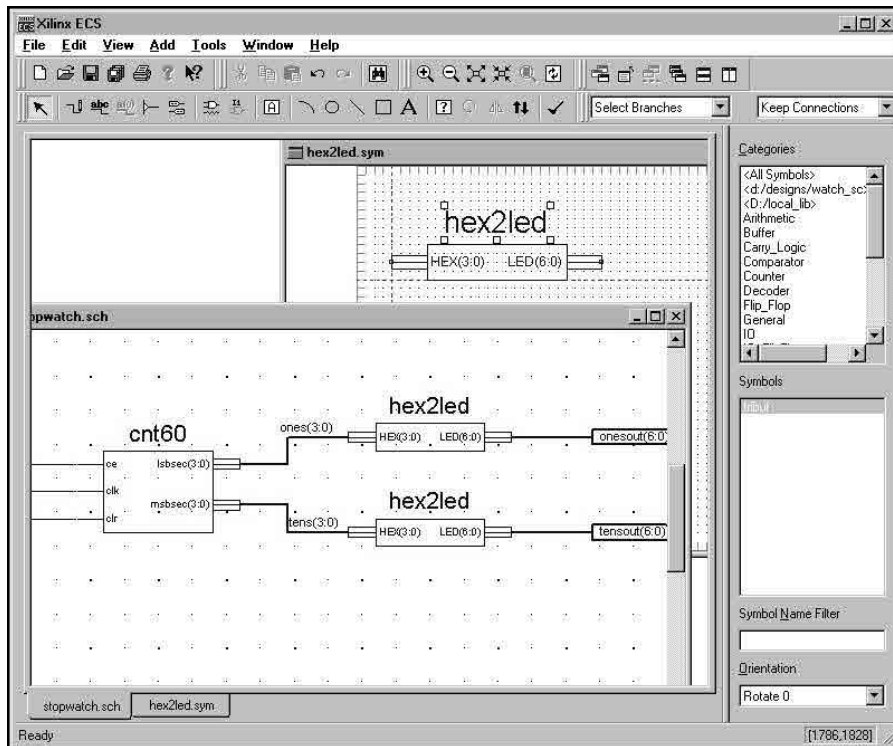 Xilinx ECS
File Edit View Add Tools Window Help
abc
A
A
?
Select Branches
Keep Connections
hex2led.sym
hex2led
HEX(3:0) LED(6:0)
opwatch.sch
cnt60
ce lsbsec(3:0)
clk
msbsec(3:0)
clr
ones(3:0)
hex2led
HEX(3:0) LED(6:0)
onesout(6:0)
tens(3:0)
hex2led
HEX(3:0) LED(6:0)
tensout(6:0)
stopwatch.sch hex2led.sym
Categories
<All Symbols>
<d:/designs/watch_sc
<D:/local_lib>
Arithmetic
Buffer
Carry_Logic
Comparator
Counter
Decoder
Flip_Flop
General
IO
Symbols
Symbol Name Filter
Orientation
Rotate 0
Ready [1786,1828]